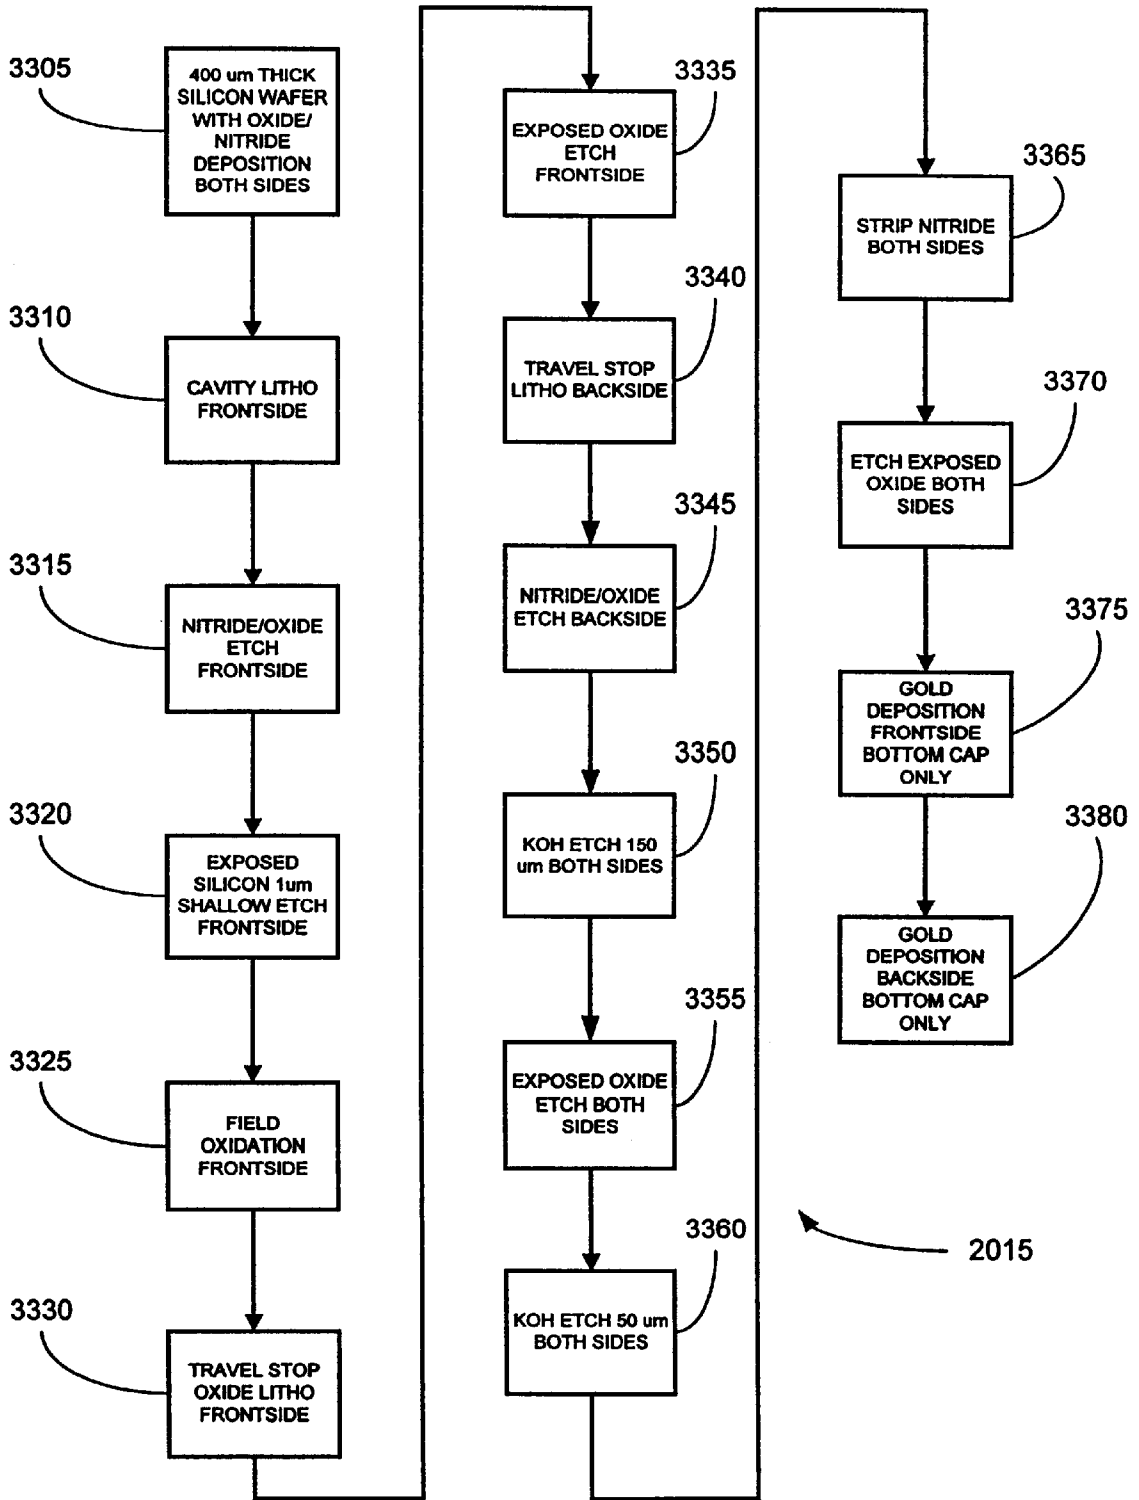 3305
400 um THICK
SILICON WAFER
WITH OXIDE/
NITRIDE
DEPOSITION
BOTH SIDES
3310
CAVITY LITHO
FRONTSIDE
3315
NITRIDE/OXIDE
ETCH
FRONTSIDE
3320
EXPOSED
SILICON 1um
SHALLOW ETCH
FRONTSIDE
3325
FIELD
OXIDATION
FRONTSIDE
3330
TRAVEL STOP
OXIDE LITHO
FRONTSIDE
3335
EXPOSED OXIDE
ETCH
FRONTSIDE
3340
TRAVEL STOP
LITHO BACKSIDE
3345
NITRIDE/OXIDE
ETCH BACKSIDE
3350
KOH ETCH 150
um BOTH SIDES
3355
EXPOSED OXIDE
ETCH BOTH
SIDES
3360
KOH ETCH 50 um
BOTH SIDES
3365
STRIP NITRIDE
BOTH SIDES
3370
ETCH EXPOSED
OXIDE BOTH
SIDES
3375
GOLD
DEPOSITION
FRONTSIDE
BOTTOM CAP
ONLY
3380
GOLD
DEPOSITION
BACKSIDE
BOTTOM CAP
ONLY
2015